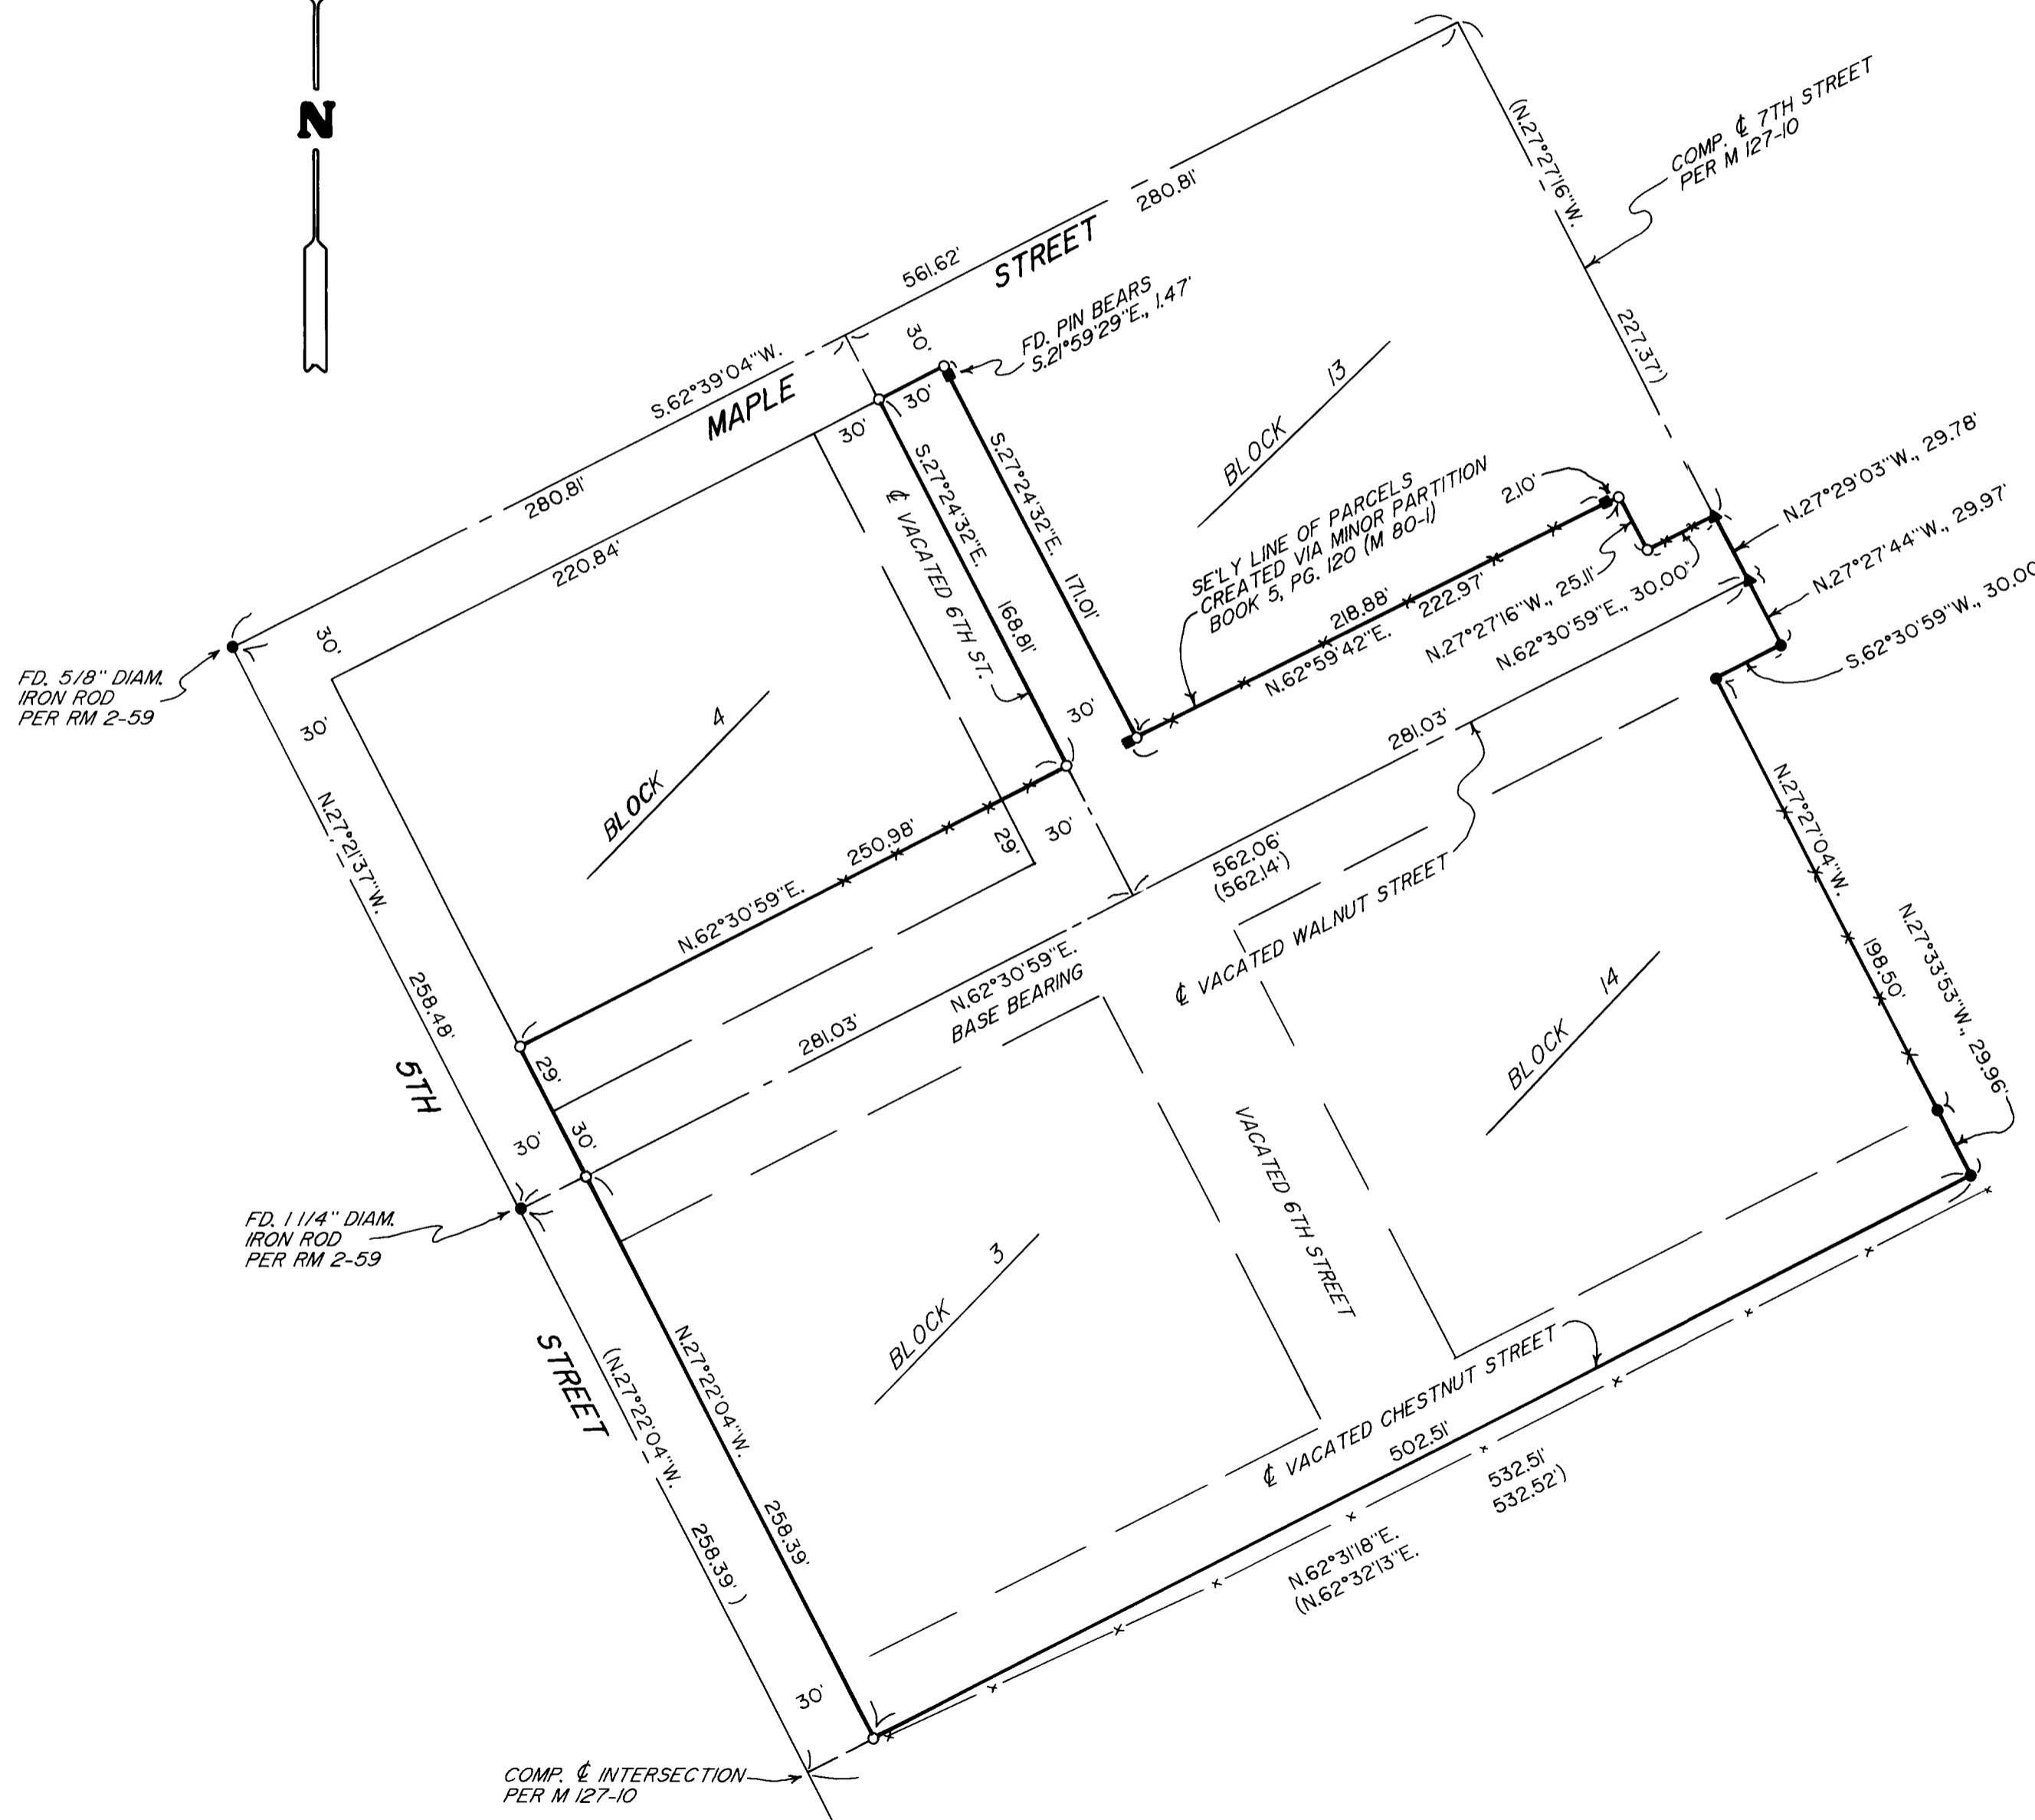 N
(N.27°27'16"W.
227.37')
COMP. ℄ 7TH STREET
PER M 127-10
280.81'
561.62'
STREET
30'
FD. PIN BEARS
S.21°59'29"E., 1.47'
S.62°39'04"W.
MAPLE
30'
30'
280.81'
220.84'
BLOCK 13
S.27°24'32"E.
168.81'
S.27°24'32"E.
171.01'
℄ VACATED 6TH ST.
SE'LY LINE OF PARCELS
CREATED VIA MINOR PARTITION
BOOK 5, PG. 120 (M 80-1)
2.10'
218.88'
222.97'
N.62°59'42"E.
N.27°27'16"W., 25.11'
N.62°30'59"E., 30.00'
N.27°29'03"W., 29.78'
N.27°27'44"W., 29.97'
S.62°30'59"W., 30.00
FD. 5/8" DIAM.
IRON ROD
PER RM 2-59
30'
30'
N.27°21'37"W.
258.48'
BLOCK 4
30'
30'
29'
250.98'
N.62°30'59"E.
281.03'
562.06'
(562.14')
℄ VACATED WALNUT STREET
N.62°30'59"E.
BASE BEARING
281.03'
N.27°27'04"W.
198.50'
N.27°33'53"W., 29.96'
BLOCK 14
5TH
29'
30'
30'
FD. 1 1/4" DIAM.
IRON ROD
PER RM 2-59
VACATED 6TH STREET
BLOCK 3
STREET
(N.27°22'04"W.
258.39')
N.27°22'04"W.
258.39'
℄ VACATED CHESTNUT STREET
502.51'
532.51'
532.52')
N.62°31'18"E.
(N.62°32'13"E.
30'
COMP. ℄ INTERSECTION
PER M 127-10